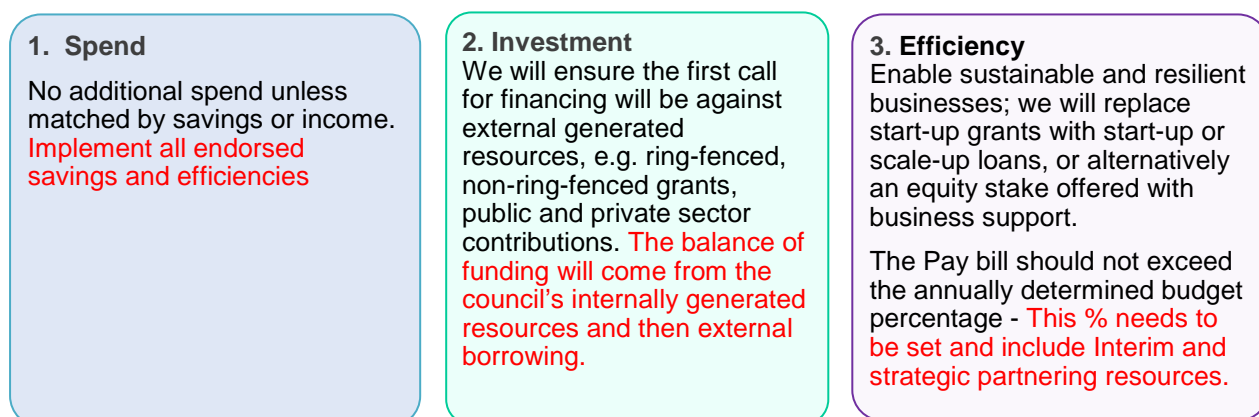 1. Spend
No additional spend unless
matched by savings or income.
Implement all endorsed
savings and efficiencies
2. Investment
We will ensure the first call
for financing will be against
external generated
resources, e.g. ring-fenced,
non-ring-fenced grants,
public and private sector
contributions. The balance of
funding will come from the
council’s internally generated
resources and then external
borrowing.
3. Efficiency
Enable sustainable and resilient
businesses; we will replace
start-up grants with start-up or
scale-up loans, or alternatively
an equity stake offered with
business support.
The Pay bill should not exceed
the annually determined budget
percentage - This % needs to
be set and include Interim and
strategic partnering resources.